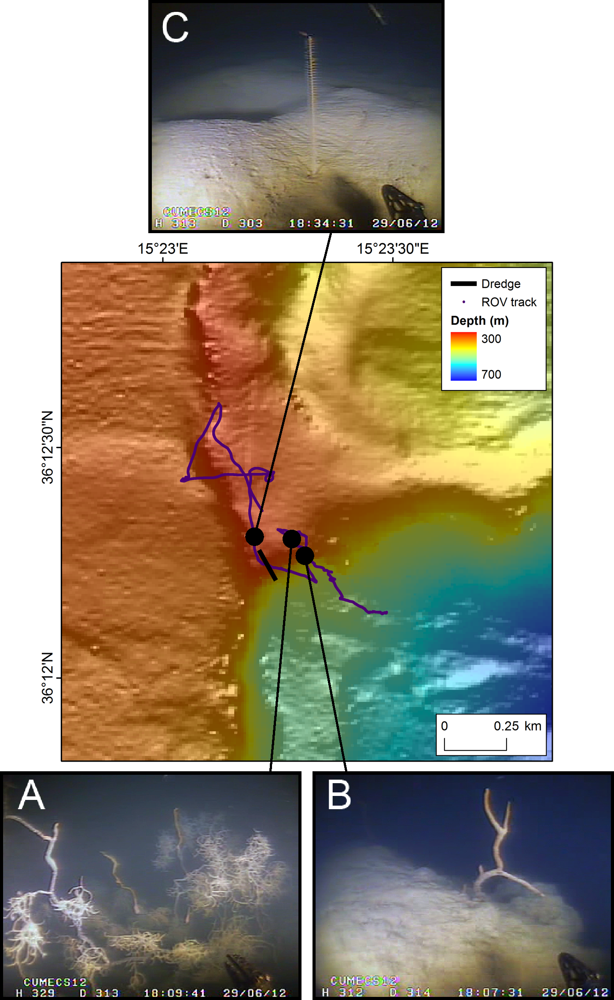 C
CUMECS12
H 313 D 303 18:34:31 29/06/12
15°23'E 15°23'30"E
Dredge
ROV track
Depth (m)
300
700
36°12'30"N
36°12'N
0 0.25 km
A
CUMECS12
H 329 D 313 18:09:41 29/06/12
B
CUMECS12
H 312 D 314 18:07:31 29/06/12